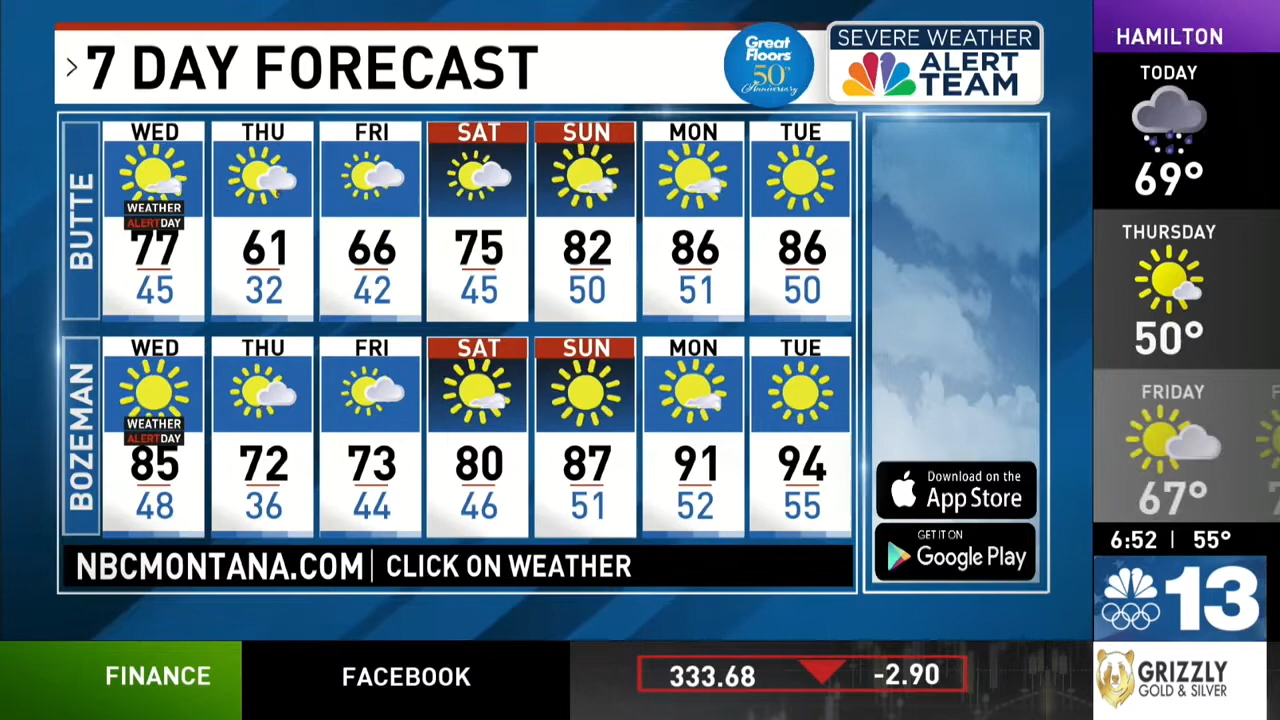 7 DAY FORECAST
Great
Floors
50th
Anniversary
SEVERE WEATHER
ALERT
TEAM
BUTTE
WED THU FRI SAT SUN MON TUE
WEATHER
ALERTDAY
77 61 66 75 82 86 86
45 32 42 45 50 51 50
BOZEMAN
WED THU FRI SAT SUN MON TUE
WEATHER
ALERTDAY
85 72 73 80 87 91 94
48 36 44 46 51 52 55
NBCMONTANA.COM | CLICK ON WEATHER
Download on the
App Store
GET IT ON
Google Play
HAMILTON
TODAY
69°
THURSDAY
50°
FRIDAY
67°
6:52 | 55°
13
GRIZZLY
GOLD & SILVER
FINANCE FACEBOOK 333.68 -2.90